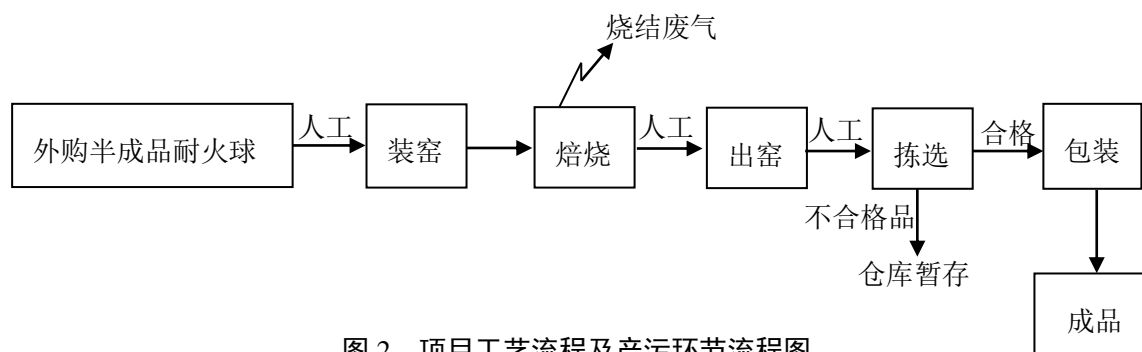 烧结废气
外购半成品耐火球
人工
装窑
焙烧
人工
出窑
人工
拣选
合格
包装
不合格品
仓库暂存
成品
图 2 项目工艺流程及产污环节流程图